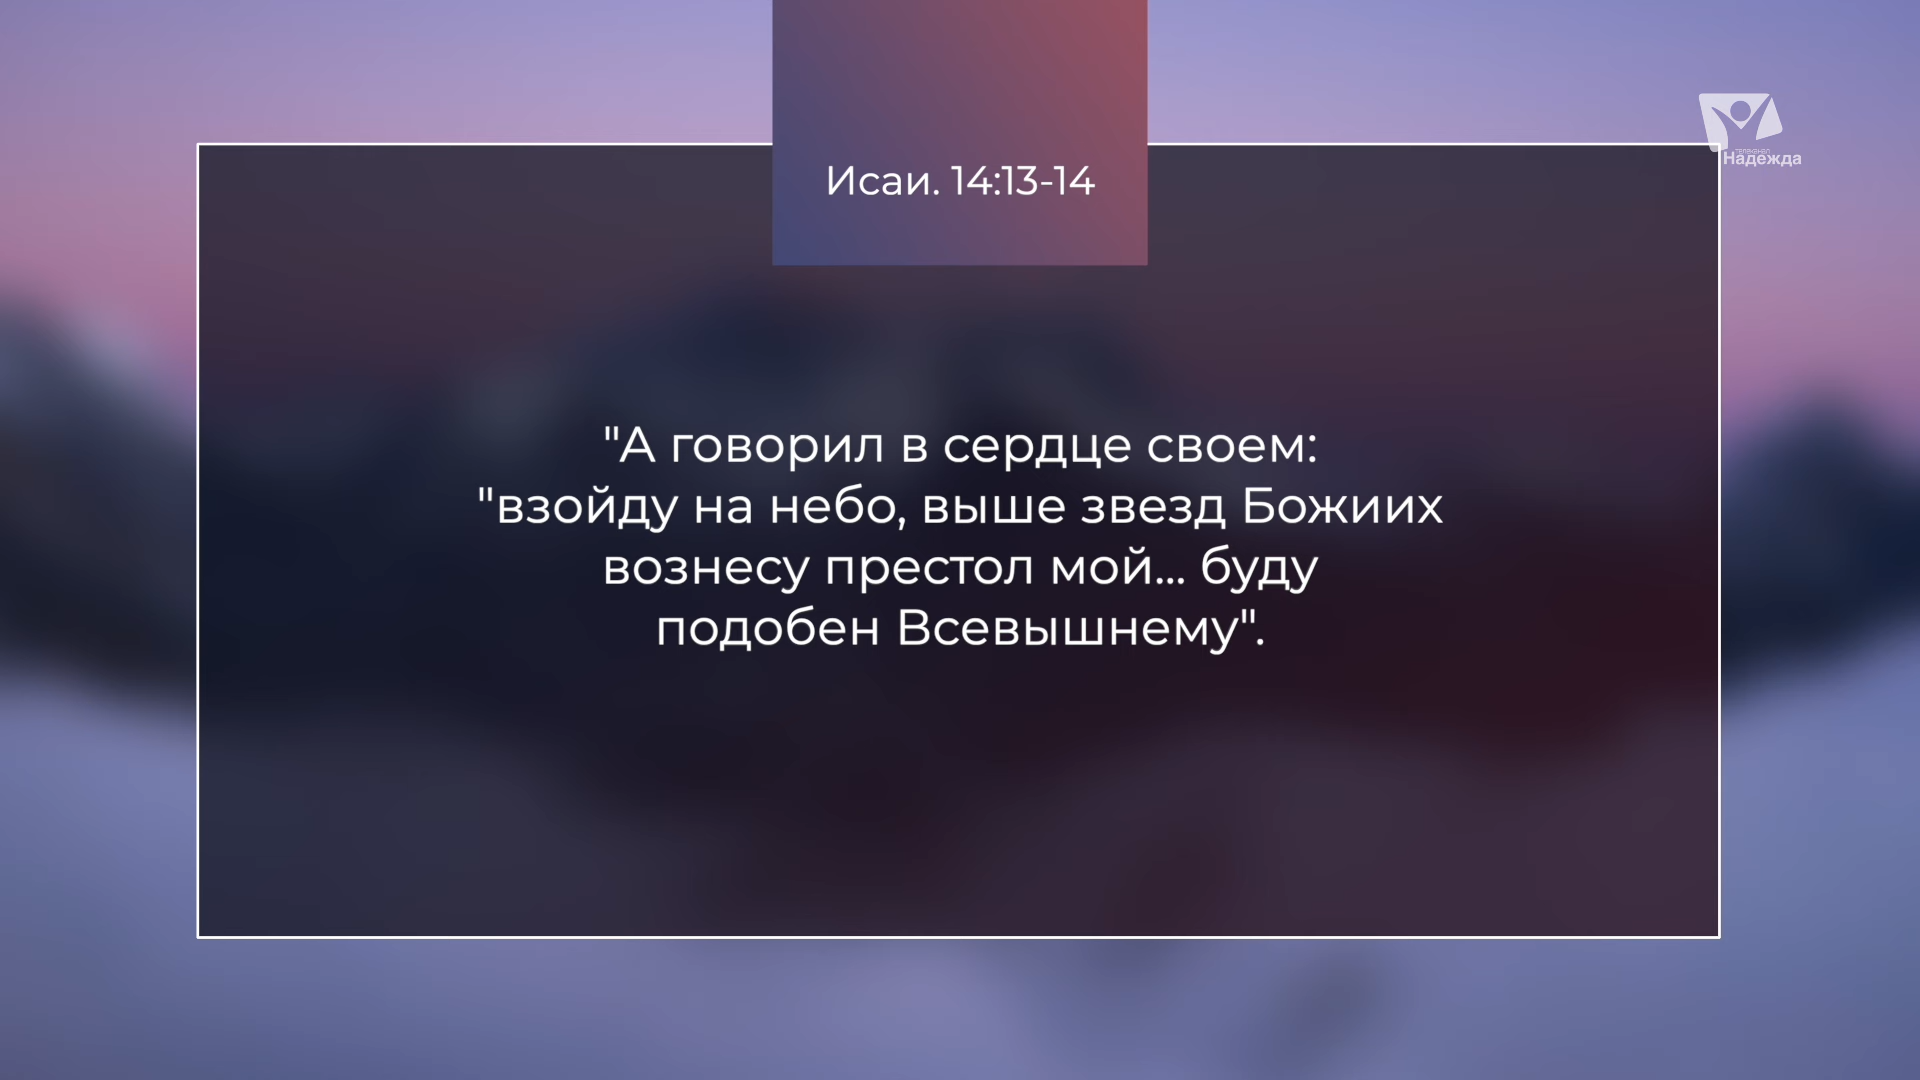 телеканал
Надежда
Исаи. 14:13-14
"А говорил в сердце своем:
"взойду на небо, выше звезд Божиих
вознесу престол мой... буду
подобен Всевышнему".